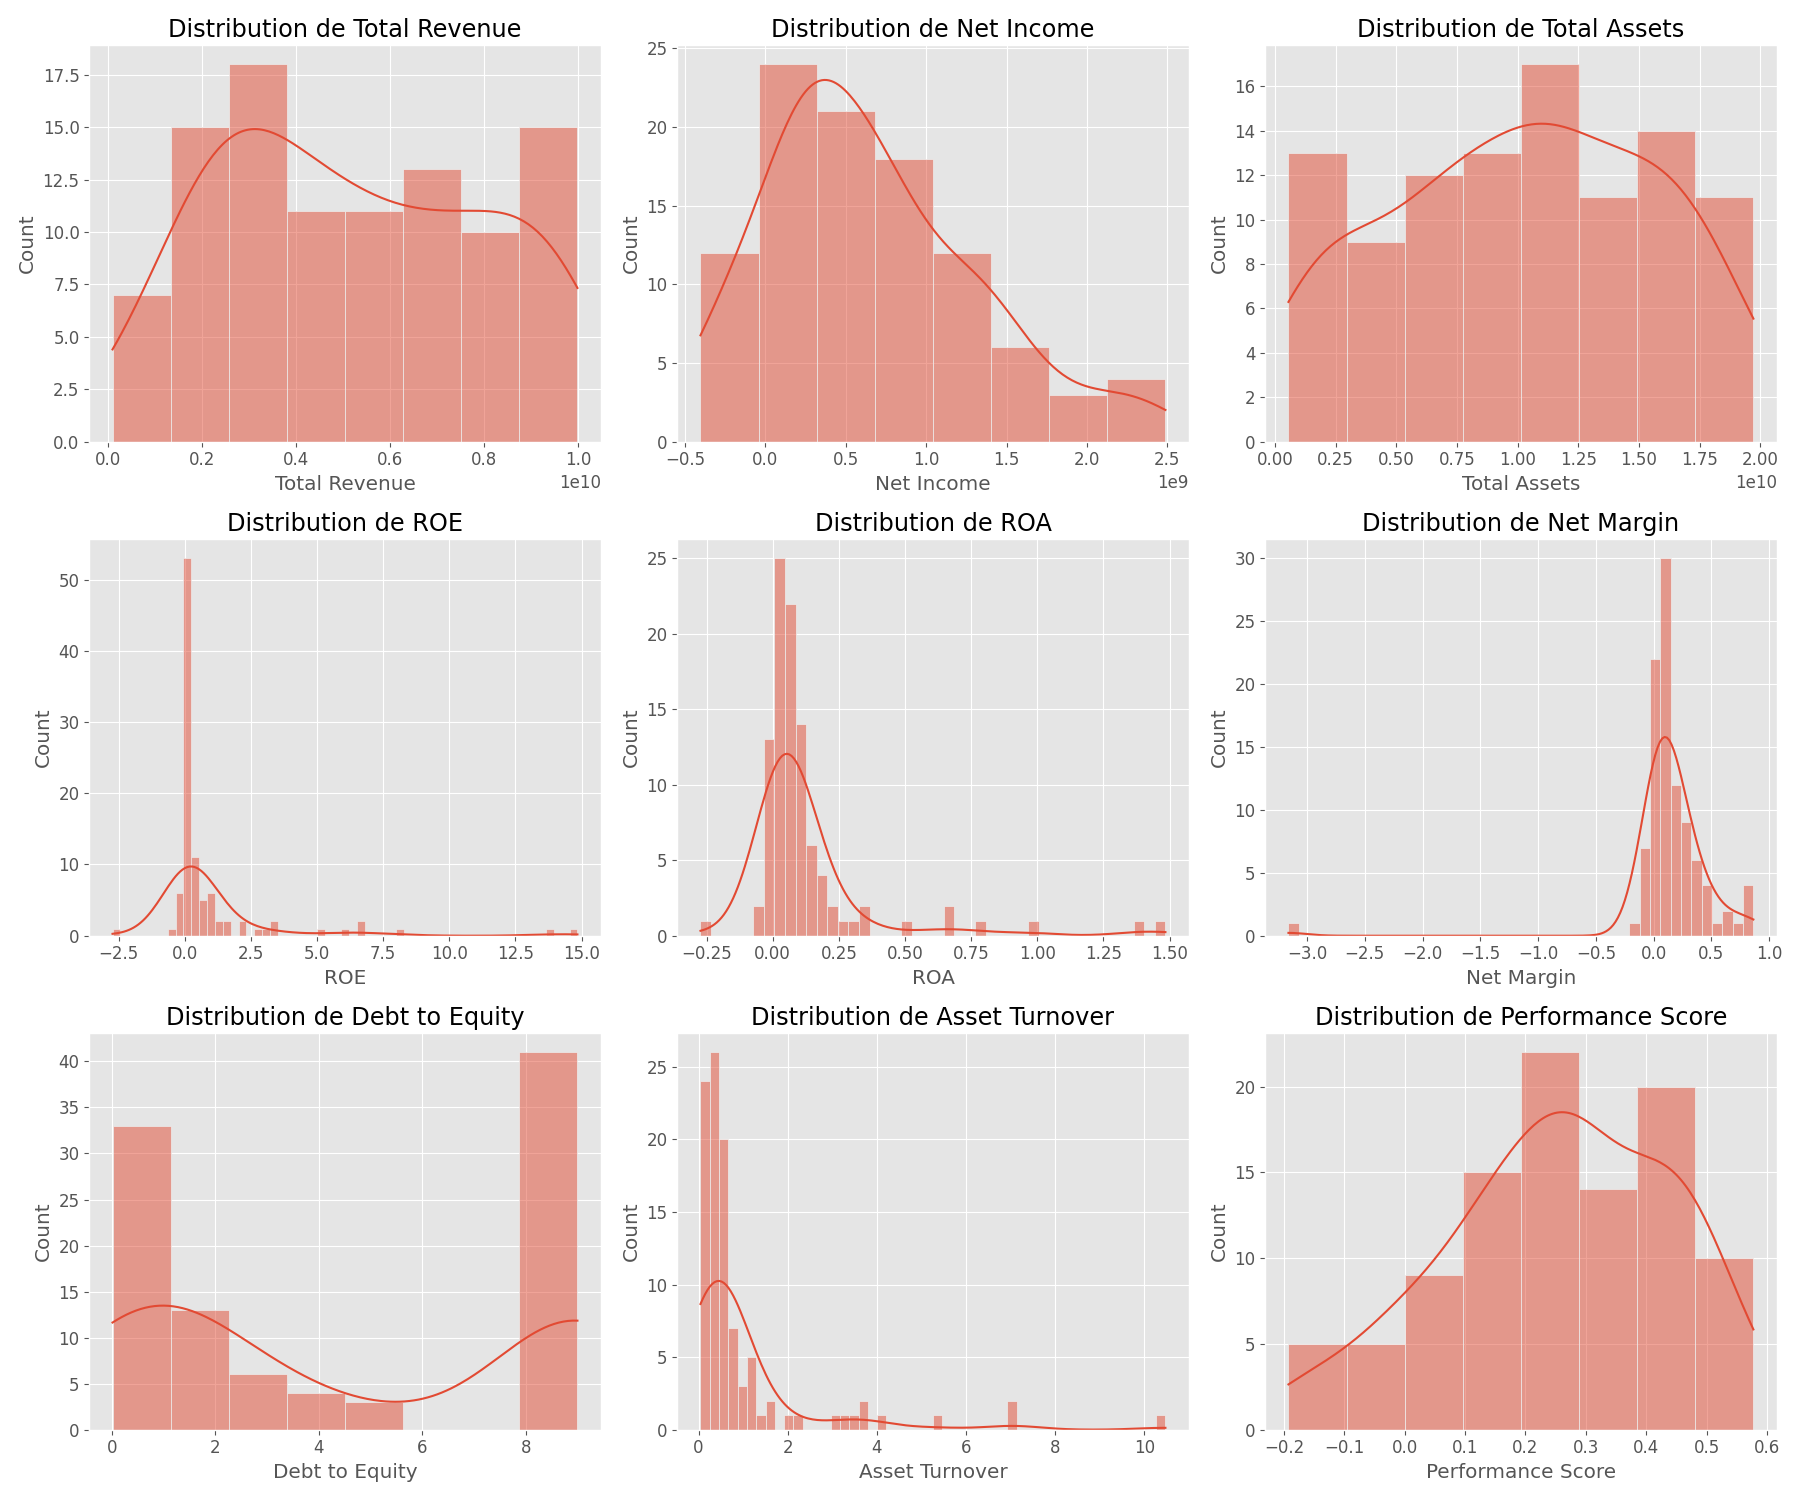 Distribution de Total Revenue
17.5
15.0
12.5
10.0
7.5
5.0
2.5
0.0
Count
0.0 0.2 0.4 0.6 0.8 1.0
1e10
Total Revenue
Distribution de Net Income
25
20
15
10
5
0
Count
−0.5 0.0 0.5 1.0 1.5 2.0 2.5
1e9
Net Income
Distribution de Total Assets
16
14
12
10
8
6
4
2
0
Count
0.00 0.25 0.50 0.75 1.00 1.25 1.50 1.75 2.00
1e10
Total Assets
Distribution de ROE
50
40
30
20
10
0
Count
−2.5 0.0 2.5 5.0 7.5 10.0 12.5 15.0
ROE
Distribution de ROA
25
20
15
10
5
0
Count
−0.25 0.00 0.25 0.50 0.75 1.00 1.25 1.50
ROA
Distribution de Net Margin
30
25
20
15
10
5
0
Count
−3.0 −2.5 −2.0 −1.5 −1.0 −0.5 0.0 0.5 1.0
Net Margin
Distribution de Debt to Equity
40
35
30
25
20
15
10
5
0
Count
0 2 4 6 8
Debt to Equity
Distribution de Asset Turnover
25
20
15
10
5
0
Count
0 2 4 6 8 10
Asset Turnover
Distribution de Performance Score
20
15
10
5
0
Count
−0.2 −0.1 0.0 0.1 0.2 0.3 0.4 0.5 0.6
Performance Score